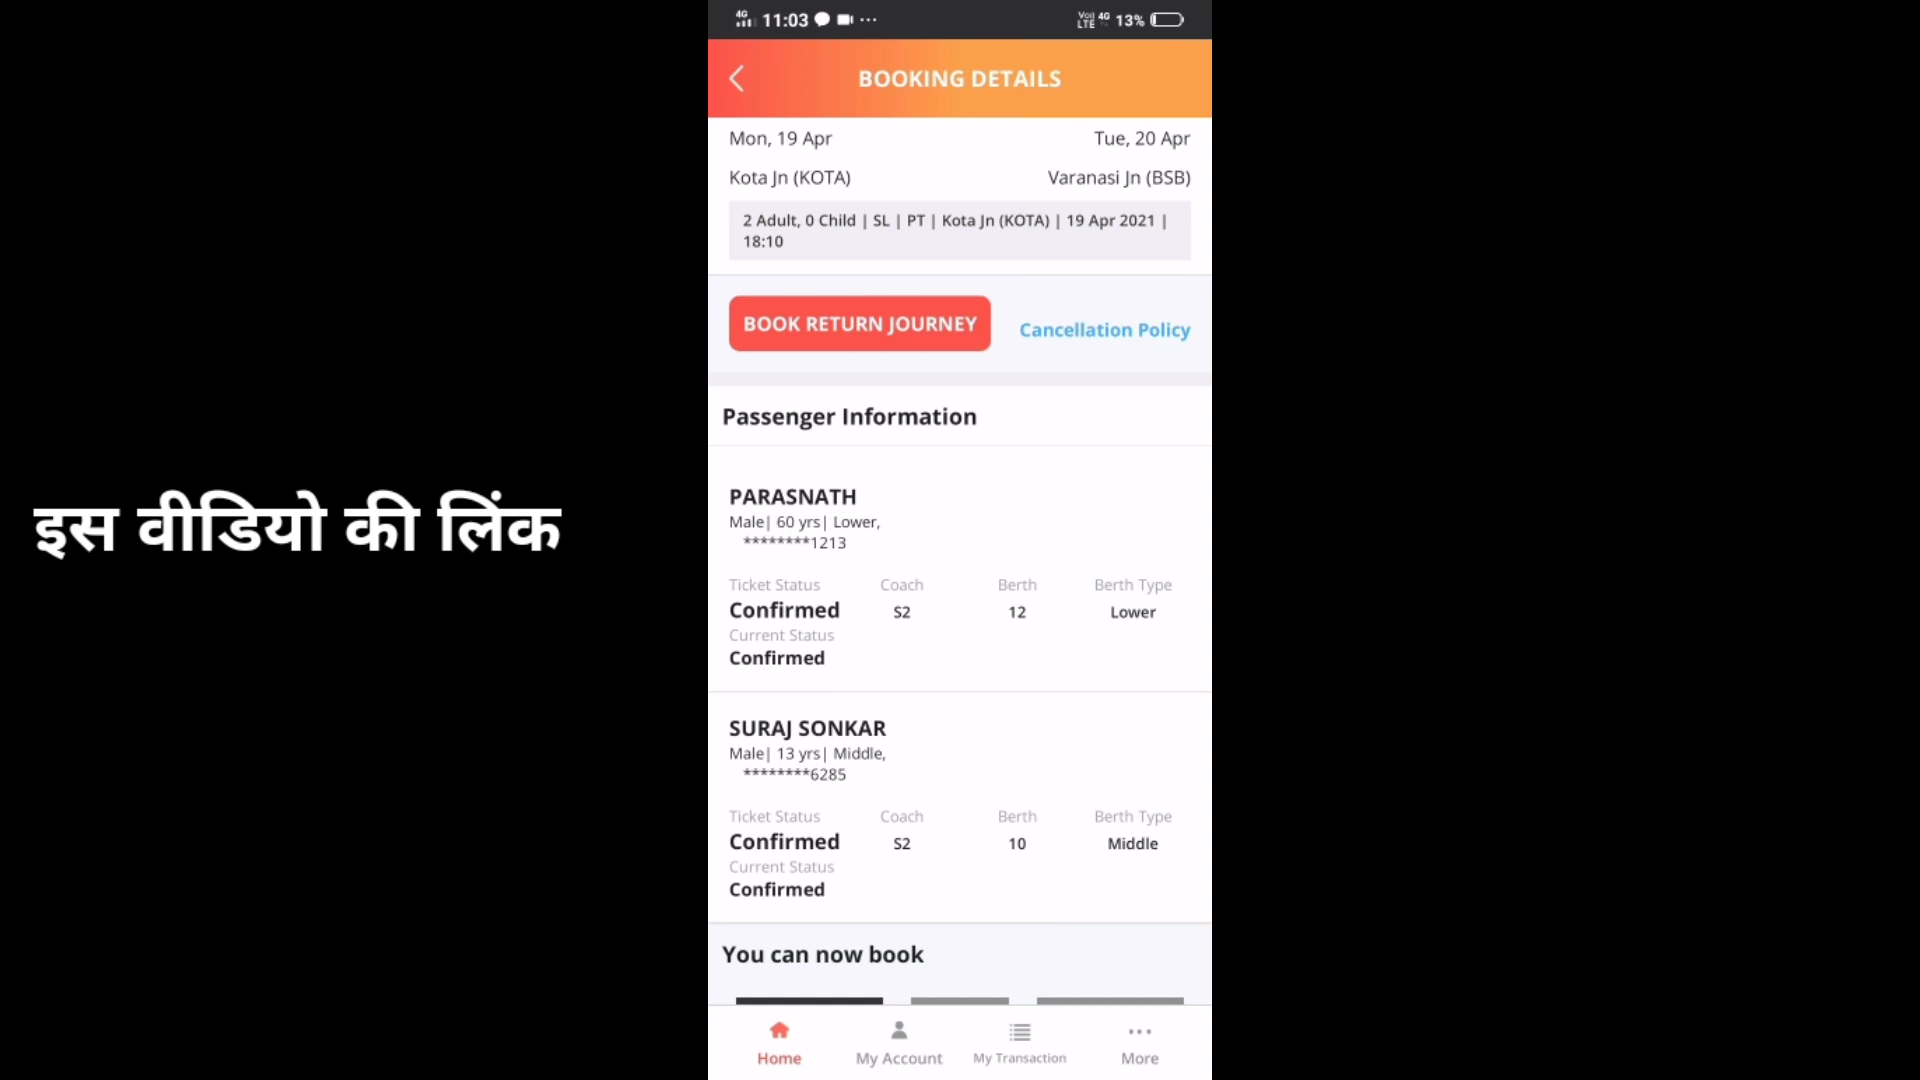 4G 11:03 ... Vo) LTE 4G 13%
BOOKING DETAILS
Mon, 19 Apr Tue, 20 Apr
Kota Jn (KOTA) Varanasi Jn (BSB)
2 Adult, 0 Child | SL | PT | Kota Jn (KOTA) | 19 Apr 2021 |
18:10
BOOK RETURN JOURNEY Cancellation Policy
Passenger Information
इस वीडियो की लिंक
PARASNATH
Male| 60 yrs| Lower,
********1213
Ticket Status Coach Berth Berth Type
Confirmed S2 12 Lower
Current Status
Confirmed
SURAJ SONKAR
Male| 13 yrs| Middle,
********6285
Ticket Status Coach Berth Berth Type
Confirmed S2 10 Middle
Current Status
Confirmed
You can now book
Home My Account My Transaction More